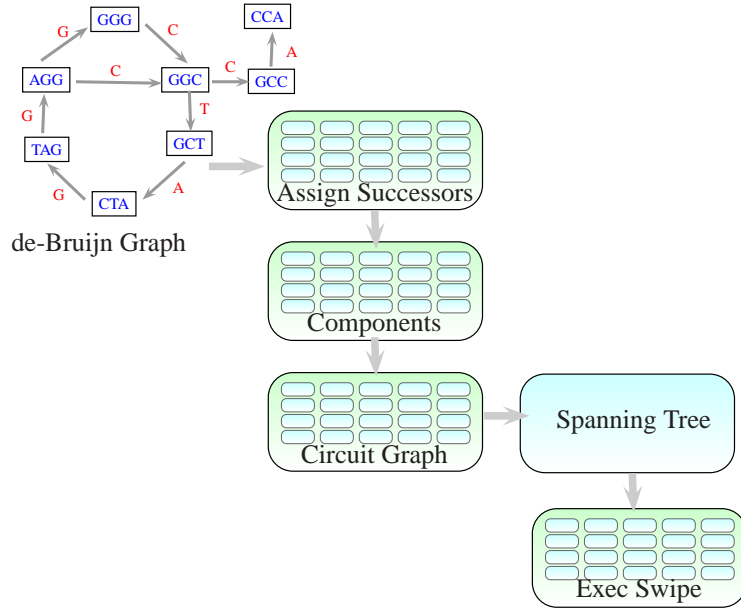 GGG
CCA
G
C
A
AGG
C
GGC
C
GCC
G
T
TAG
GCT
G
A
CTA
de-Bruijn Graph
Assign Successors
Components
Circuit Graph
Spanning Tree
Exec Swipe